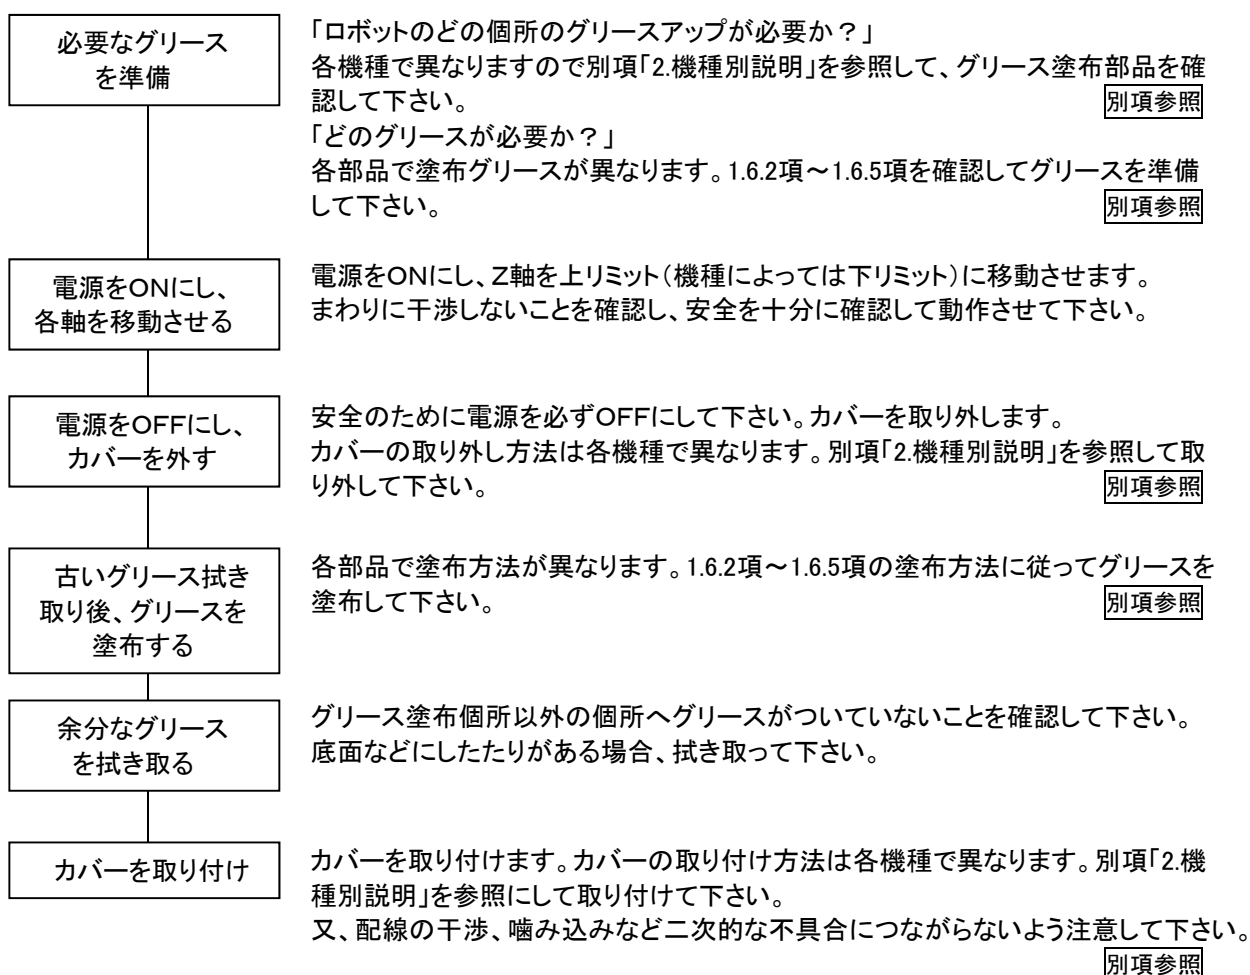 必要なグリース
を準備
「ロボットのどの個所のグリースアップが必要か？」
各機種で異なりますので別項「2.機種別説明」を参照して、グリース塗布部品を確
認して下さい。 別項参照
「どのグリースが必要か？」
各部品で塗布グリースが異なります。1.6.2項～1.6.5項を確認してグリースを準備
して下さい。 別項参照
電源をONにし、
各軸を移動させる
電源をONにし、Z軸を上リミット（機種によっては下リミット）に移動させます。
まわりに干渉しないことを確認し、安全を十分に確認して動作させて下さい。
電源をOFFにし、
カバーを外す
安全のために電源を必ずOFFにして下さい。カバーを取り外します。
カバーの取り外し方法は各機種で異なります。別項「2.機種別説明」を参照して取
り外して下さい。 別項参照
古いグリース拭き
取り後、グリースを
塗布する
各部品で塗布方法が異なります。1.6.2項～1.6.5項の塗布方法に従ってグリースを
塗布して下さい。 別項参照
余分なグリース
を拭き取る
グリース塗布個所以外の個所へグリースがついていないことを確認して下さい。
底面などにしたたりがある場合、拭き取って下さい。
カバーを取り付け
カバーを取り付けます。カバーの取り付け方法は各機種で異なります。別項「2.機
種別説明」を参照にして取り付けて下さい。
又、配線の干渉、噛み込みなど二次的な不具合につながらないよう注意して下さい。
別項参照